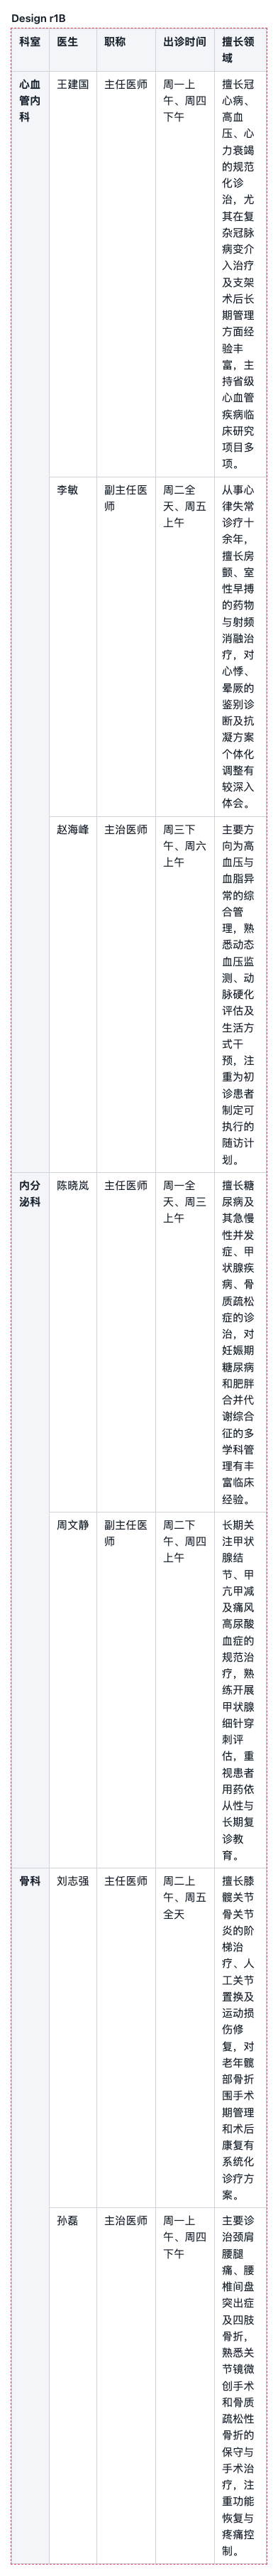 Design r1B
科室 医生 职称 出诊时间 擅长领
域
心血 王建国 主任医师 周一上 擅长冠
管内 午、周四 心病、
科 下午 高血
压、心
力衰竭
的规范
化诊
治，尤
其在复
杂冠脉
病变介
入治疗
及支架
术后长
期管理
方面经
验丰
富，主
持省级
心血管
疾病临
床研究
项目多
项。
李敏 副主任医 周二全 从事心
师 天、周五 律失常
上午 诊疗十
余年，
擅长房
颤、室
性早搏
的药物
与射频
消融治
疗，对
心悸、
晕厥的
鉴别诊
断及抗
凝方案
个体化
调整有
较深入
体会。
赵海峰 主治医师 周三下 主要方
午、周六 向为高
上午 血压与
血脂异
常的综
合管
理，熟
悉动态
血压监
测、动
脉硬化
评估及
生活方
式干
预，注
重为初
诊患者
制定可
执行的
随访计
划。
内分 陈晓岚 主任医师 周一全 擅长糖
泌科 天、周三 尿病及
上午 其急慢
性并发
症、甲
状腺疾
病、骨
质疏松
症的诊
治，对
妊娠期
糖尿病
和肥胖
合并代
谢综合
征的多
学科管
理有丰
富临床
经验。
周文静 副主任医 周二下 长期关
师 午、周四 注甲状
上午 腺结
节、甲
亢甲减
及痛风
高尿酸
血症的
规范治
疗，熟
练开展
甲状腺
细针穿
刺评
估，重
视患者
用药依
从性与
长期复
诊教
育。
骨科 刘志强 主任医师 周二上 擅长膝
午、周五 髋关节
全天 骨关节
炎的阶
梯治
疗、人
工关节
置换及
运动损
伤修
复，对
老年髋
部骨折
围手术
期管理
和术后
康复有
系统化
诊疗方
案。
孙磊 主治医师 周一上 主要诊
午、周四 治颈肩
下午 腰腿
痛、腰
椎间盘
突出症
及四肢
骨折，
熟悉关
节镜微
创手术
和骨质
疏松性
骨折的
保守与
手术治
疗，注
重功能
恢复与
疼痛控
制。